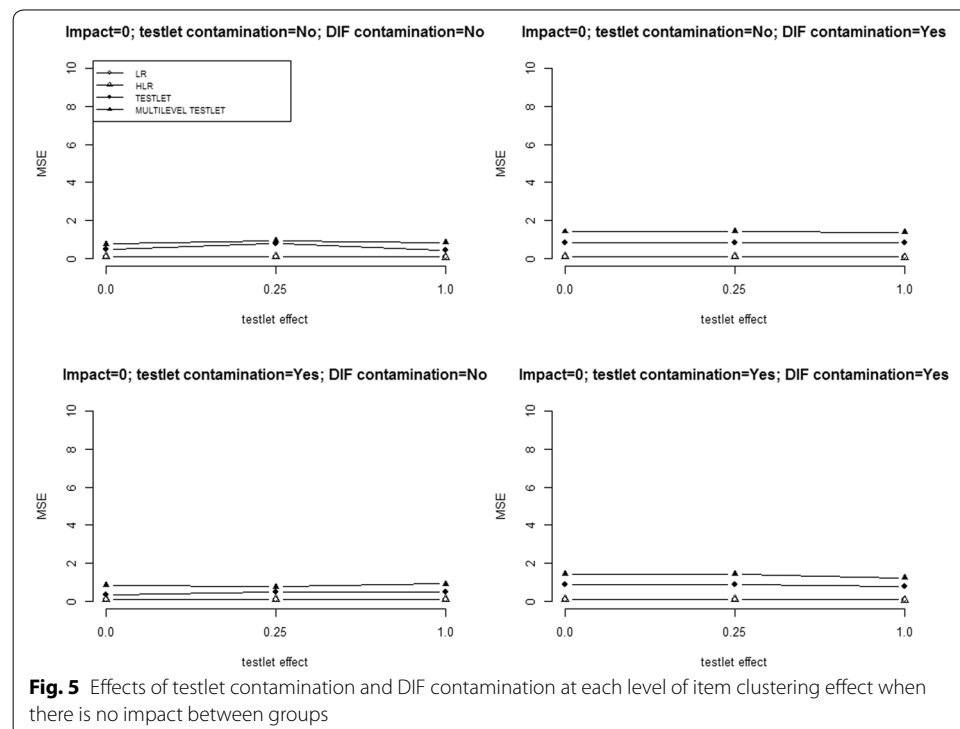 Impact=0; testlet contamination=No; DIF contamination=No
10
8
6
4
2
0
MSE
LR
HLR
TESTLET
MULTILEVEL TESTLET
0.0 0.25 1.0
testlet effect
Impact=0; testlet contamination=No; DIF contamination=Yes
10
8
6
4
2
0
MSE
0.0 0.25 1.0
testlet effect
Impact=0; testlet contamination=Yes; DIF contamination=No
10
8
6
4
2
0
MSE
0.0 0.25 1.0
testlet effect
Impact=0; testlet contamination=Yes; DIF contamination=Yes
10
8
6
4
2
0
MSE
0.0 0.25 1.0
testlet effect
Fig. 5 Effects of testlet contamination and DIF contamination at each level of item clustering effect when
there is no impact between groups